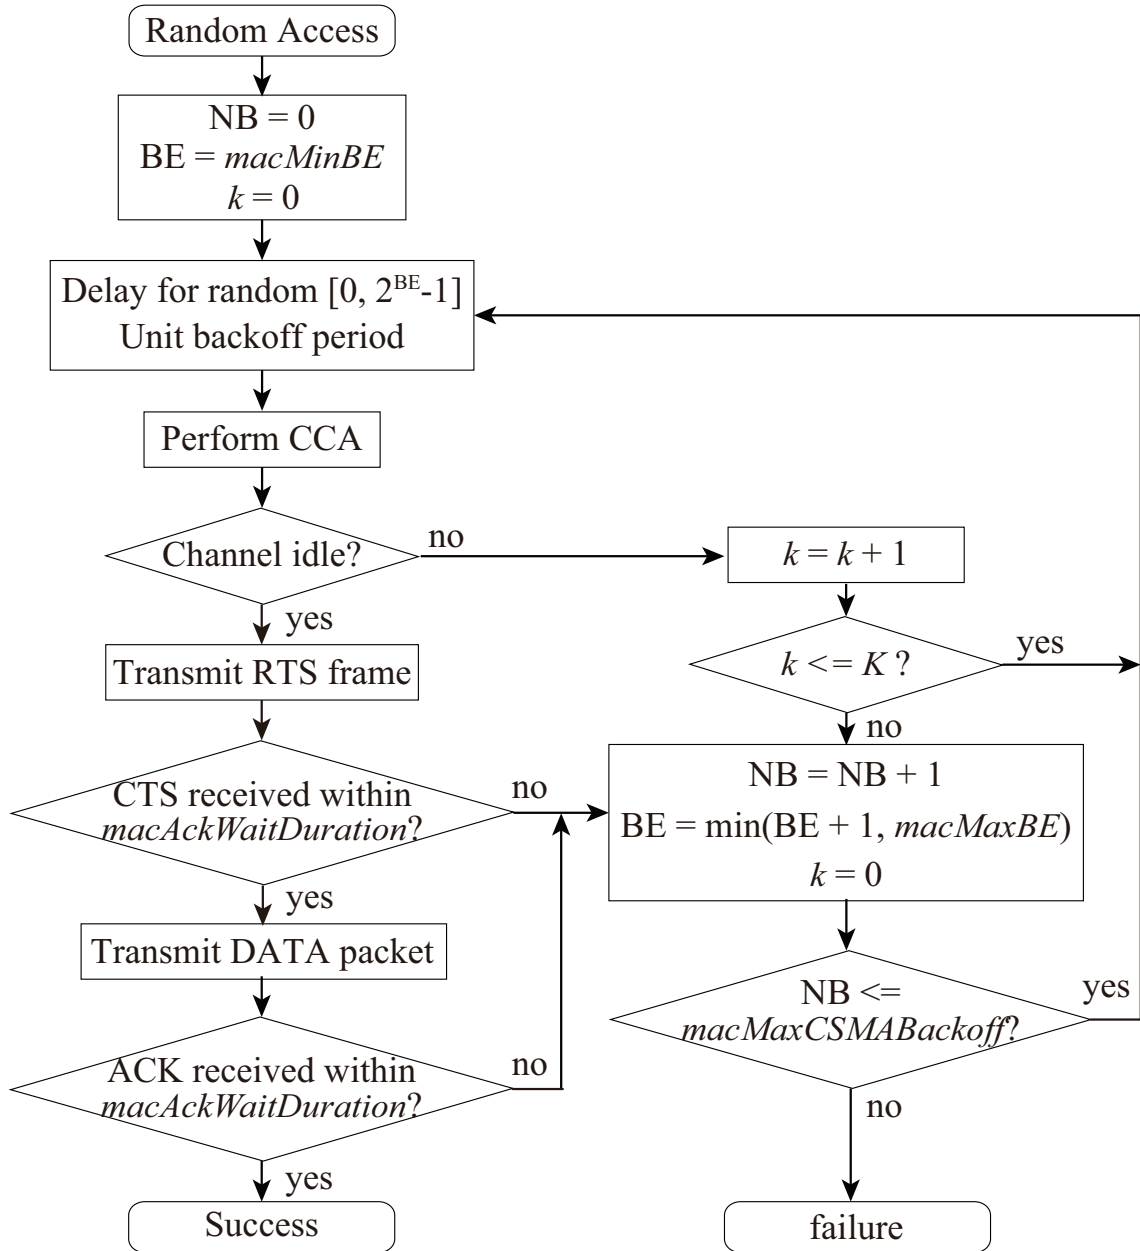 Random Access
NB = 0
BE = macMinBE
k = 0
Delay for random [0, 2^BE-1]
Unit backoff period
Perform CCA
Channel idle?
no
yes
k = k + 1
k <= K ?
yes
no
Transmit RTS frame
CTS received within
macAckWaitDuration?
no
yes
NB = NB + 1
BE = min(BE + 1, macMaxBE)
k = 0
Transmit DATA packet
NB <=
macMaxCSMABackoff?
yes
no
ACK received within
macAckWaitDuration?
no
yes
Success
failure